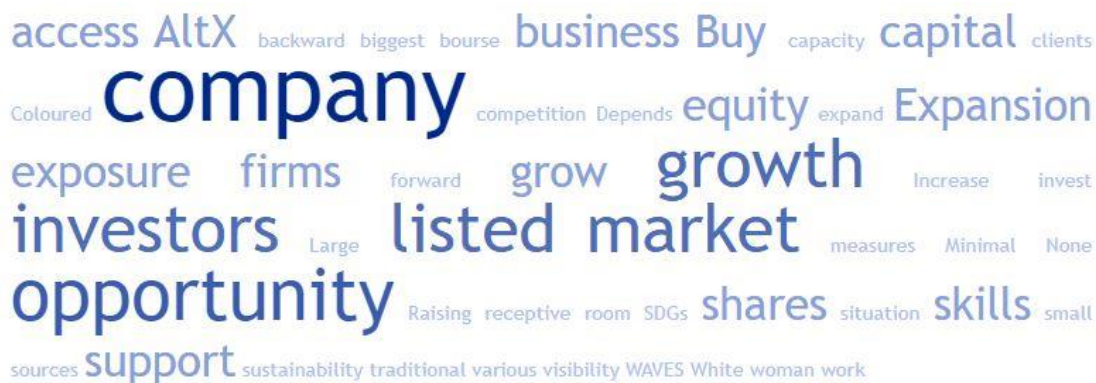 access AltX backward biggest bourse business Buy capacity capital clients
Coloured company competition Depends equity expand Expansion
exposure firms forward grow growth Increase invest
investors Large listed market measures Minimal None
opportunity Raising receptive room SDGs shares situation skills small
sources support sustainability traditional various visibility WAVES White woman work